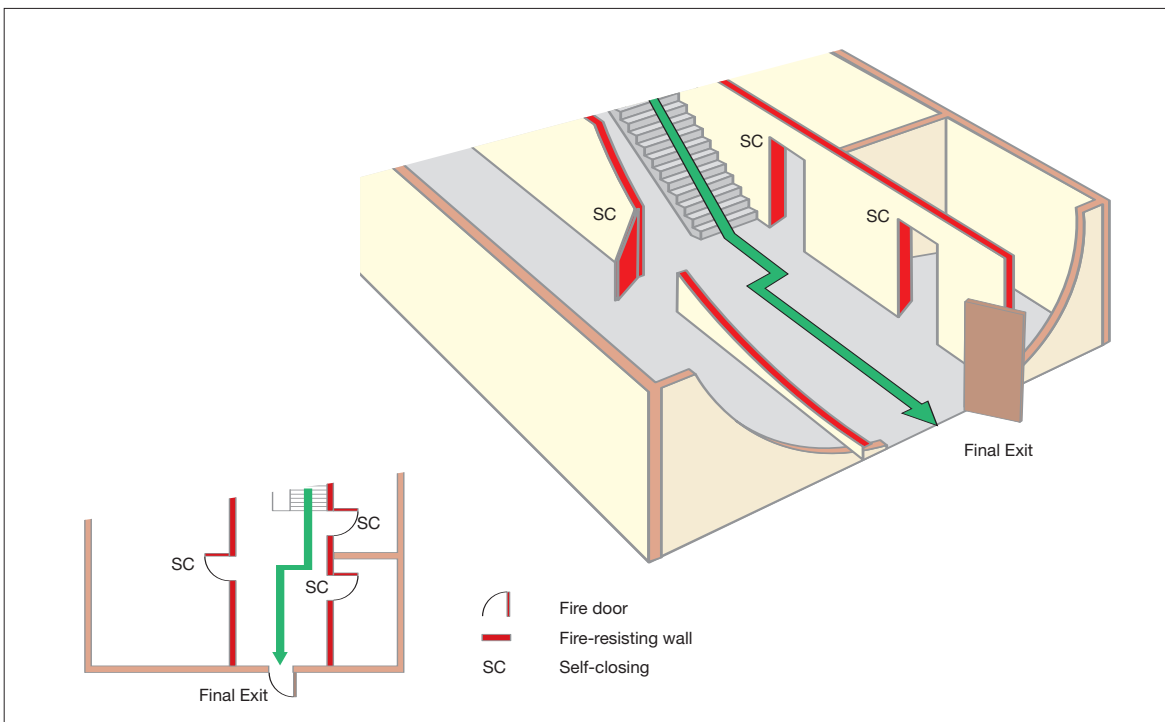 SC
SC
SC
Final Exit
SC
SC
SC
Final Exit
Fire door
Fire-resisting wall
SC Self-closing